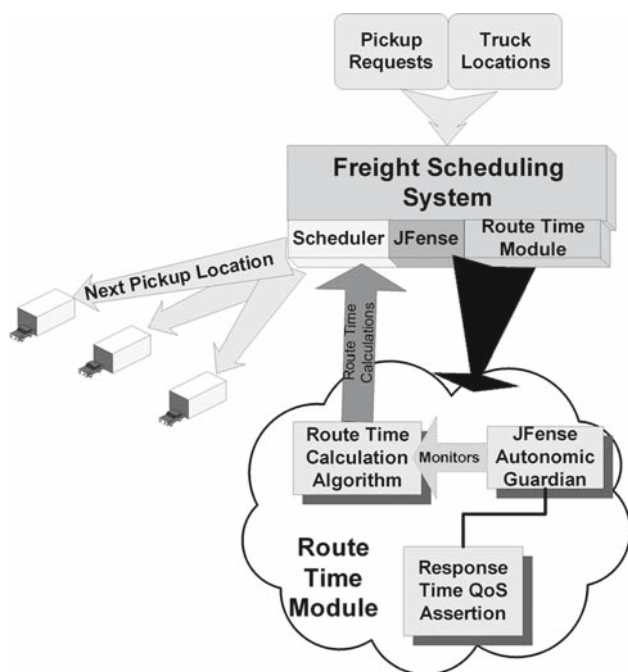 Pickup
Requests
Truck
Locations
Freight Scheduling
System
Scheduler
JFense
Route Time
Module
Next Pickup Location
Route Time
Calculations
Route Time
Calculation
Algorithm
Monitors
JFense
Autonomic
Guardian
Route
Time
Module
Response
Time QoS
Assertion